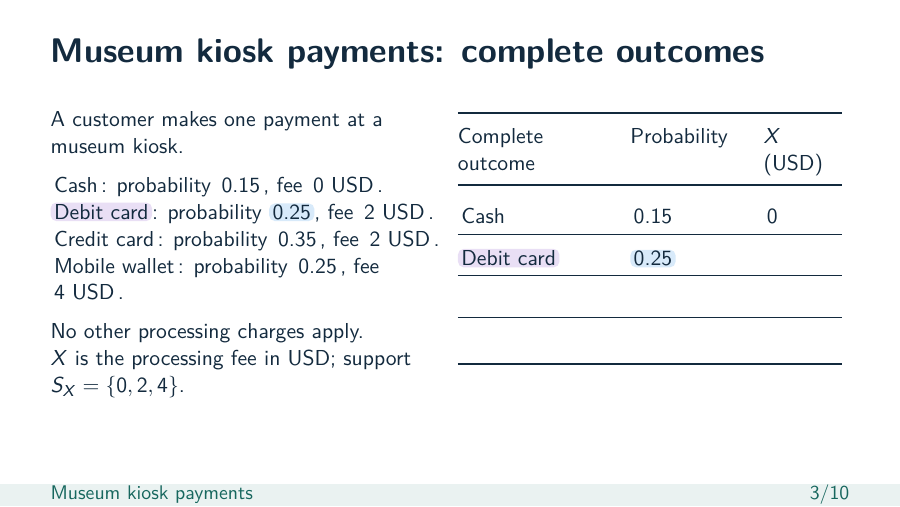 Museum kiosk payments: complete outcomes
A customer makes one payment at a
museum kiosk.
Cash: probability 0.15, fee 0 USD.
Debit card: probability 0.25, fee 2 USD.
Credit card: probability 0.35, fee 2 USD.
Mobile wallet: probability 0.25, fee
4 USD.
No other processing charges apply.
X is the processing fee in USD; support
S_X = {0, 2, 4}.
Complete outcome Probability X (USD)
Cash 0.15 0
Debit card 0.25
Museum kiosk payments 3/10